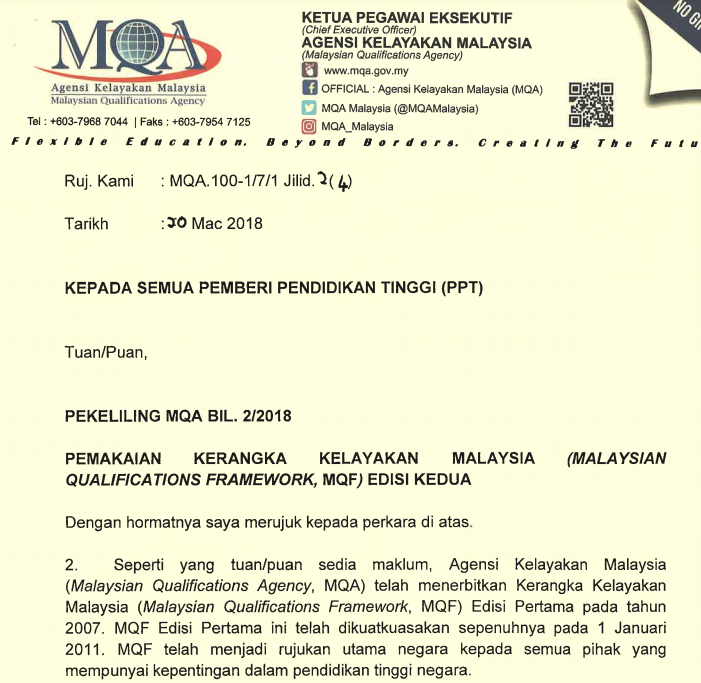 MQA
Agensi Kelayakan Malaysia
Malaysian Qualifications Agency
Tel : +603-7968 7044 | Faks : +603-7954 7125
KETUA PEGAWAI EKSEKUTIF
(Chief Executive Officer)
AGENSI KELAYAKAN MALAYSIA
(Malaysian Qualifications Agency)
www.mqa.gov.my
OFFICIAL : Agensi Kelayakan Malaysia (MQA)
MQA Malaysia (@MQAMalaysia)
MQA_Malaysia
Flexible Education. Beyond Borders. Creating The Futu
Ruj. Kami : MQA.100-1/7/1 Jilid.2(4)
Tarikh : 30 Mac 2018
KEPADA SEMUA PEMBERI PENDIDIKAN TINGGI (PPT)
Tuan/Puan,
PEKELILING MQA BIL. 2/2018
PEMAKAIAN KERANGKA KELAYAKAN MALAYSIA (MALAYSIAN
QUALIFICATIONS FRAMEWORK, MQF) EDISI KEDUA
Dengan hormatnya saya merujuk kepada perkara di atas.
2. Seperti yang tuan/puan sedia maklum, Agensi Kelayakan Malaysia
(Malaysian Qualifications Agency, MQA) telah menerbitkan Kerangka Kelayakan
Malaysia (Malaysian Qualifications Framework, MQF) Edisi Pertama pada tahun
2007. MQF Edisi Pertama ini telah dikuatkuasakan sepenuhnya pada 1 Januari
2011. MQF telah menjadi rujukan utama negara kepada semua pihak yang
mempunyai kepentingan dalam pendidikan tinggi negara.